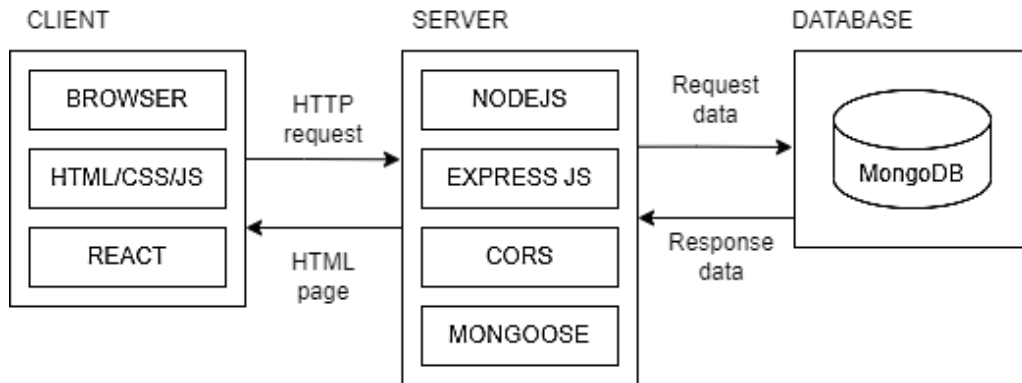 CLIENT
BROWSER
HTML/CSS/JS
REACT
HTTP
request
HTML
page
SERVER
NODEJS
EXPRESS JS
CORS
MONGOOSE
Request
data
Response
data
DATABASE
MongoDB